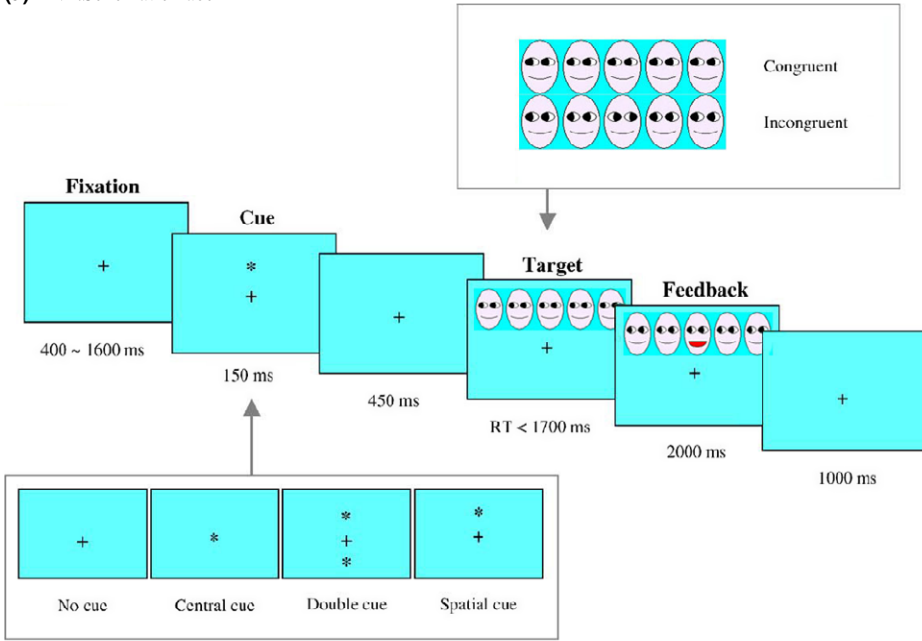 Congruent
Incongruent
Fixation
Cue
*
+
+
Target
Feedback
+
+
+
+
400 ~ 1600 ms
150 ms
450 ms
RT < 1700 ms
2000 ms
1000 ms
+
*
*
+
*
*
+
No cue
Central cue
Double cue
Spatial cue